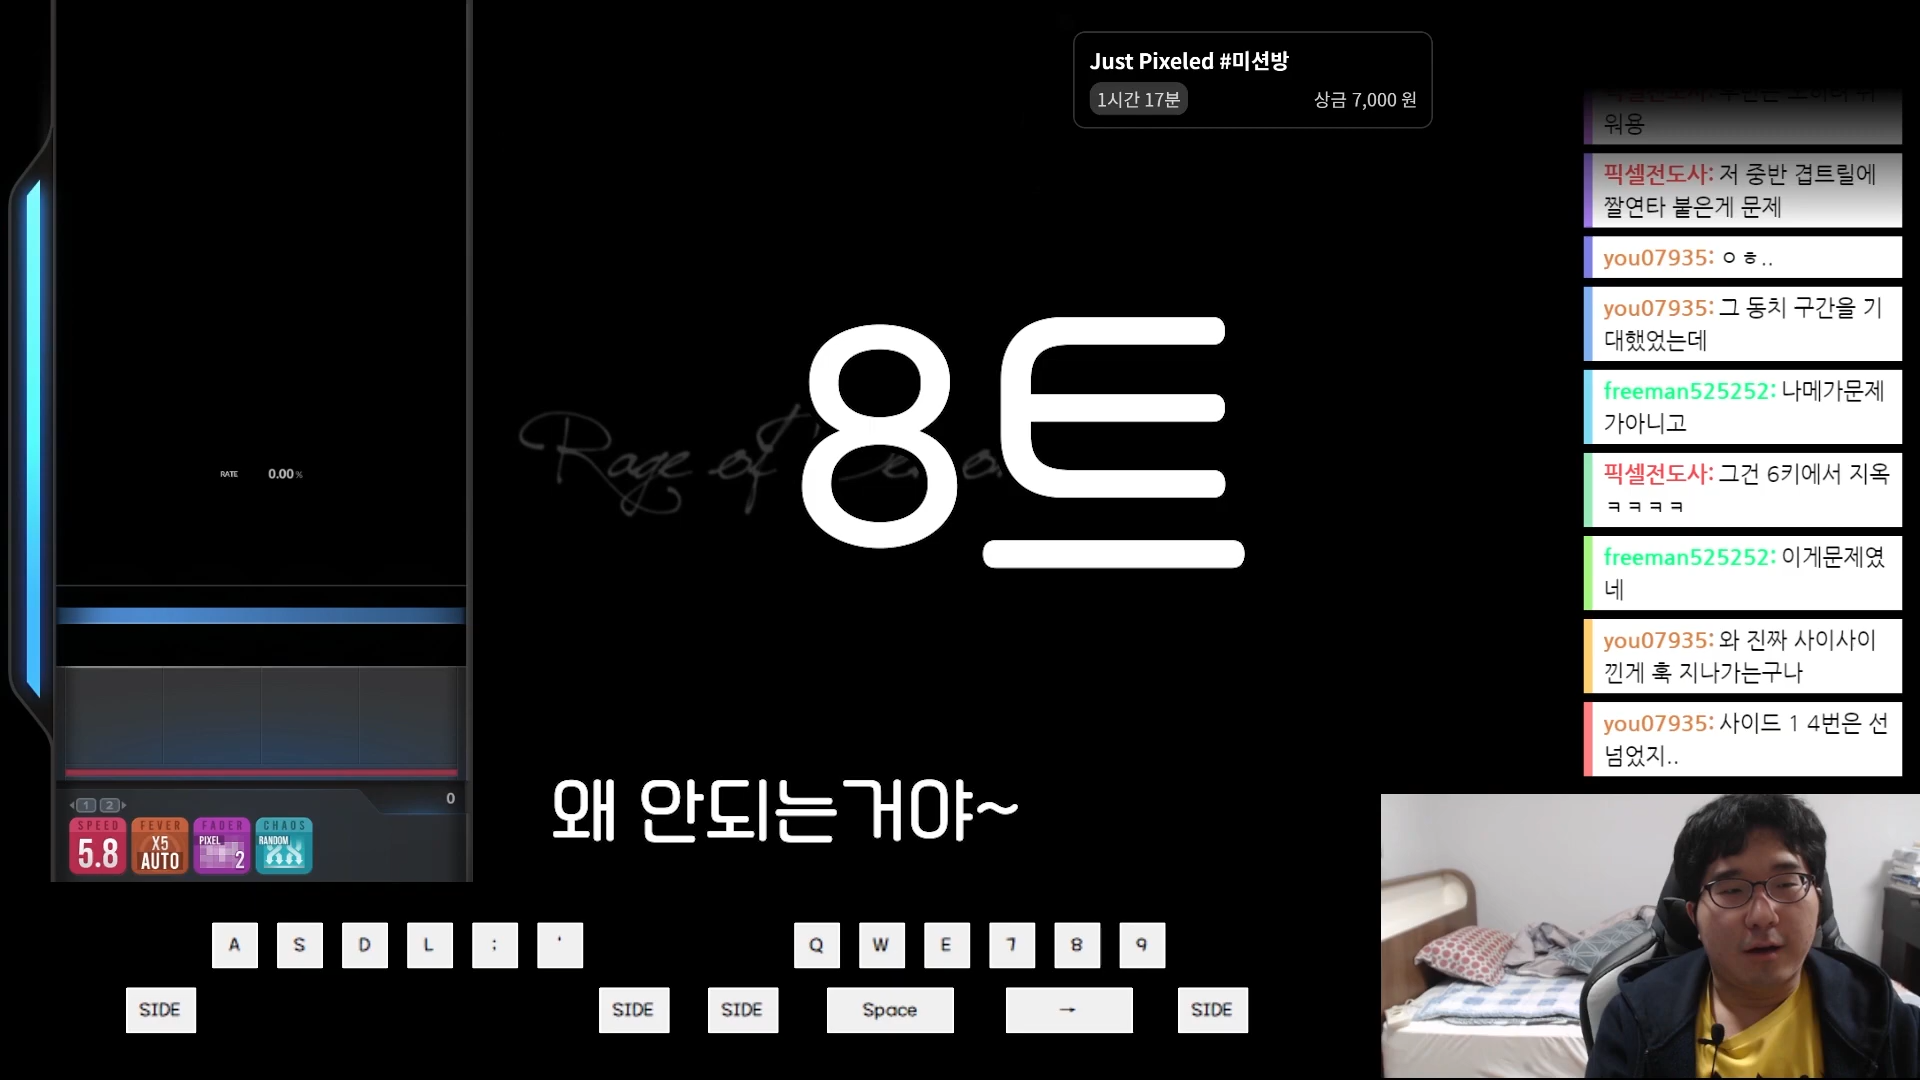 Just Pixeled #미션방
1시간 17분
상금 7,000 원
워용
픽셀전도사: 저 중반 겹트릴에
짤연타 붙은게 문제
you07935: ㅇㅎ..
you07935: 그 동치 구간을 기
대했었는데
freeman525252: 나메가문제
가아니고
픽셀전도사: 그건 6키에서 지옥
ㅋㅋㅋㅋ
freeman525252: 이게문제였
네
you07935: 와 진짜 사이사이
낀게 훅 지나가는구나
you07935: 사이드 1 4번은 선
넘었지..
8트
Rage of
RATE 0.00 %
왜 안되는거야~
1 2
0
SPEED
5.8
FEVER
X5
AUTO
FADER
PIXEL
2
CHAOS
RANDOM
A S D L ; '
Q W E 7 8 9
SIDE SIDE SIDE Space → SIDE